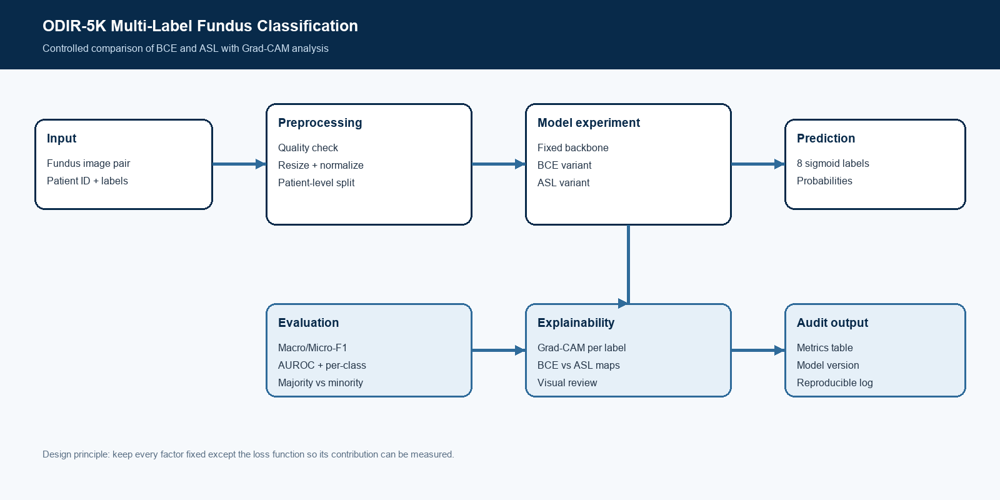 ODIR-5K Multi-Label Fundus Classification
Controlled comparison of BCE and ASL with Grad-CAM analysis
Input
Fundus image pair
Patient ID + labels
Preprocessing
Quality check
Resize + normalize
Patient-level split
Model experiment
Fixed backbone
BCE variant
ASL variant
Prediction
8 sigmoid labels
Probabilities
Evaluation
Macro/Micro-F1
AUROC + per-class
Majority vs minority
Explainability
Grad-CAM per label
BCE vs ASL maps
Visual review
Audit output
Metrics table
Model version
Reproducible log
Design principle: keep every factor fixed except the loss function so its contribution can be measured.